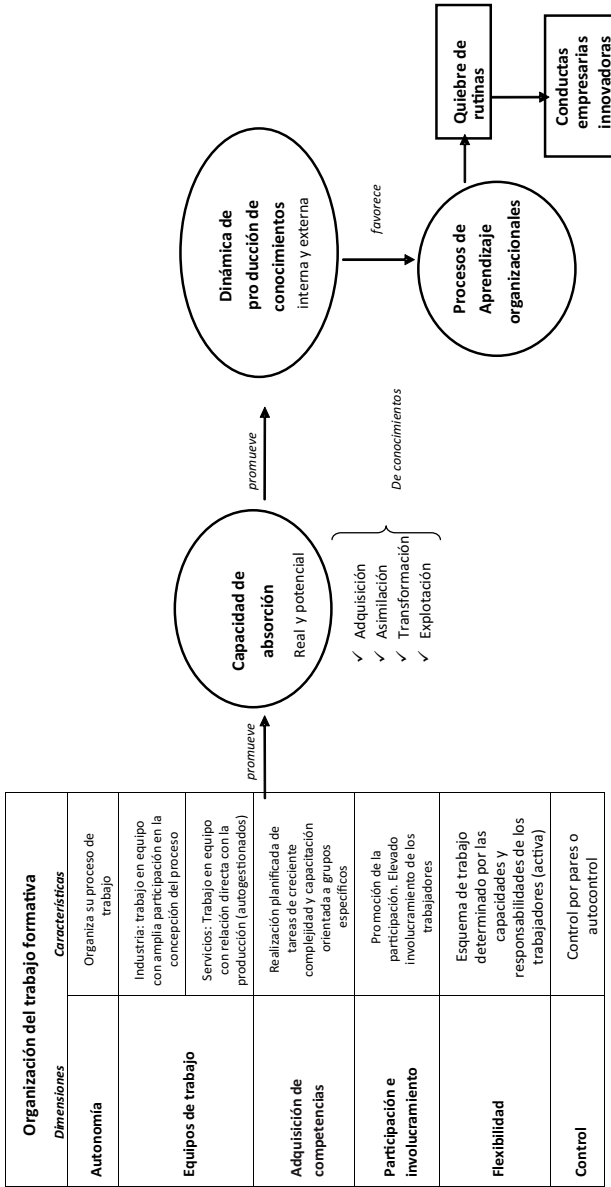 Organización del trabajo formativa
Dimensiones
Características
Autonomía
Organiza su proceso de
trabajo
Equipos de trabajo
Industria: trabajo en equipo
con amplia participación en la
concepción del proceso
Servicios: Trabajo en equipo
con relación directa con la
producción (autogestionados)
Adquisición de
competencias
Realización planificada de
tareas de creciente
complejidad y capacitación
orientada a grupos
específicos
Participación e
involucramiento
Promoción de la
participación. Elevado
involucramiento de los
trabajadores
Flexibilidad
Esquema de trabajo
determinado por las
capacidades y
responsabilidades de los
trabajadores (activa)
Control
Control por pares o
autocontrol
promueve
Capacidad de
absorción
Real y potencial
✓ Adquisición
✓ Asimilación
✓ Transformación
✓ Explotación
De conocimientos
promueve
Dinámica de
pro ducción de
conocimientos
interna y externa
favorece
Procesos de
Aprendizaje
organizacionales
Quiebre de
rutinas
Conductas
empresarias
innovadoras